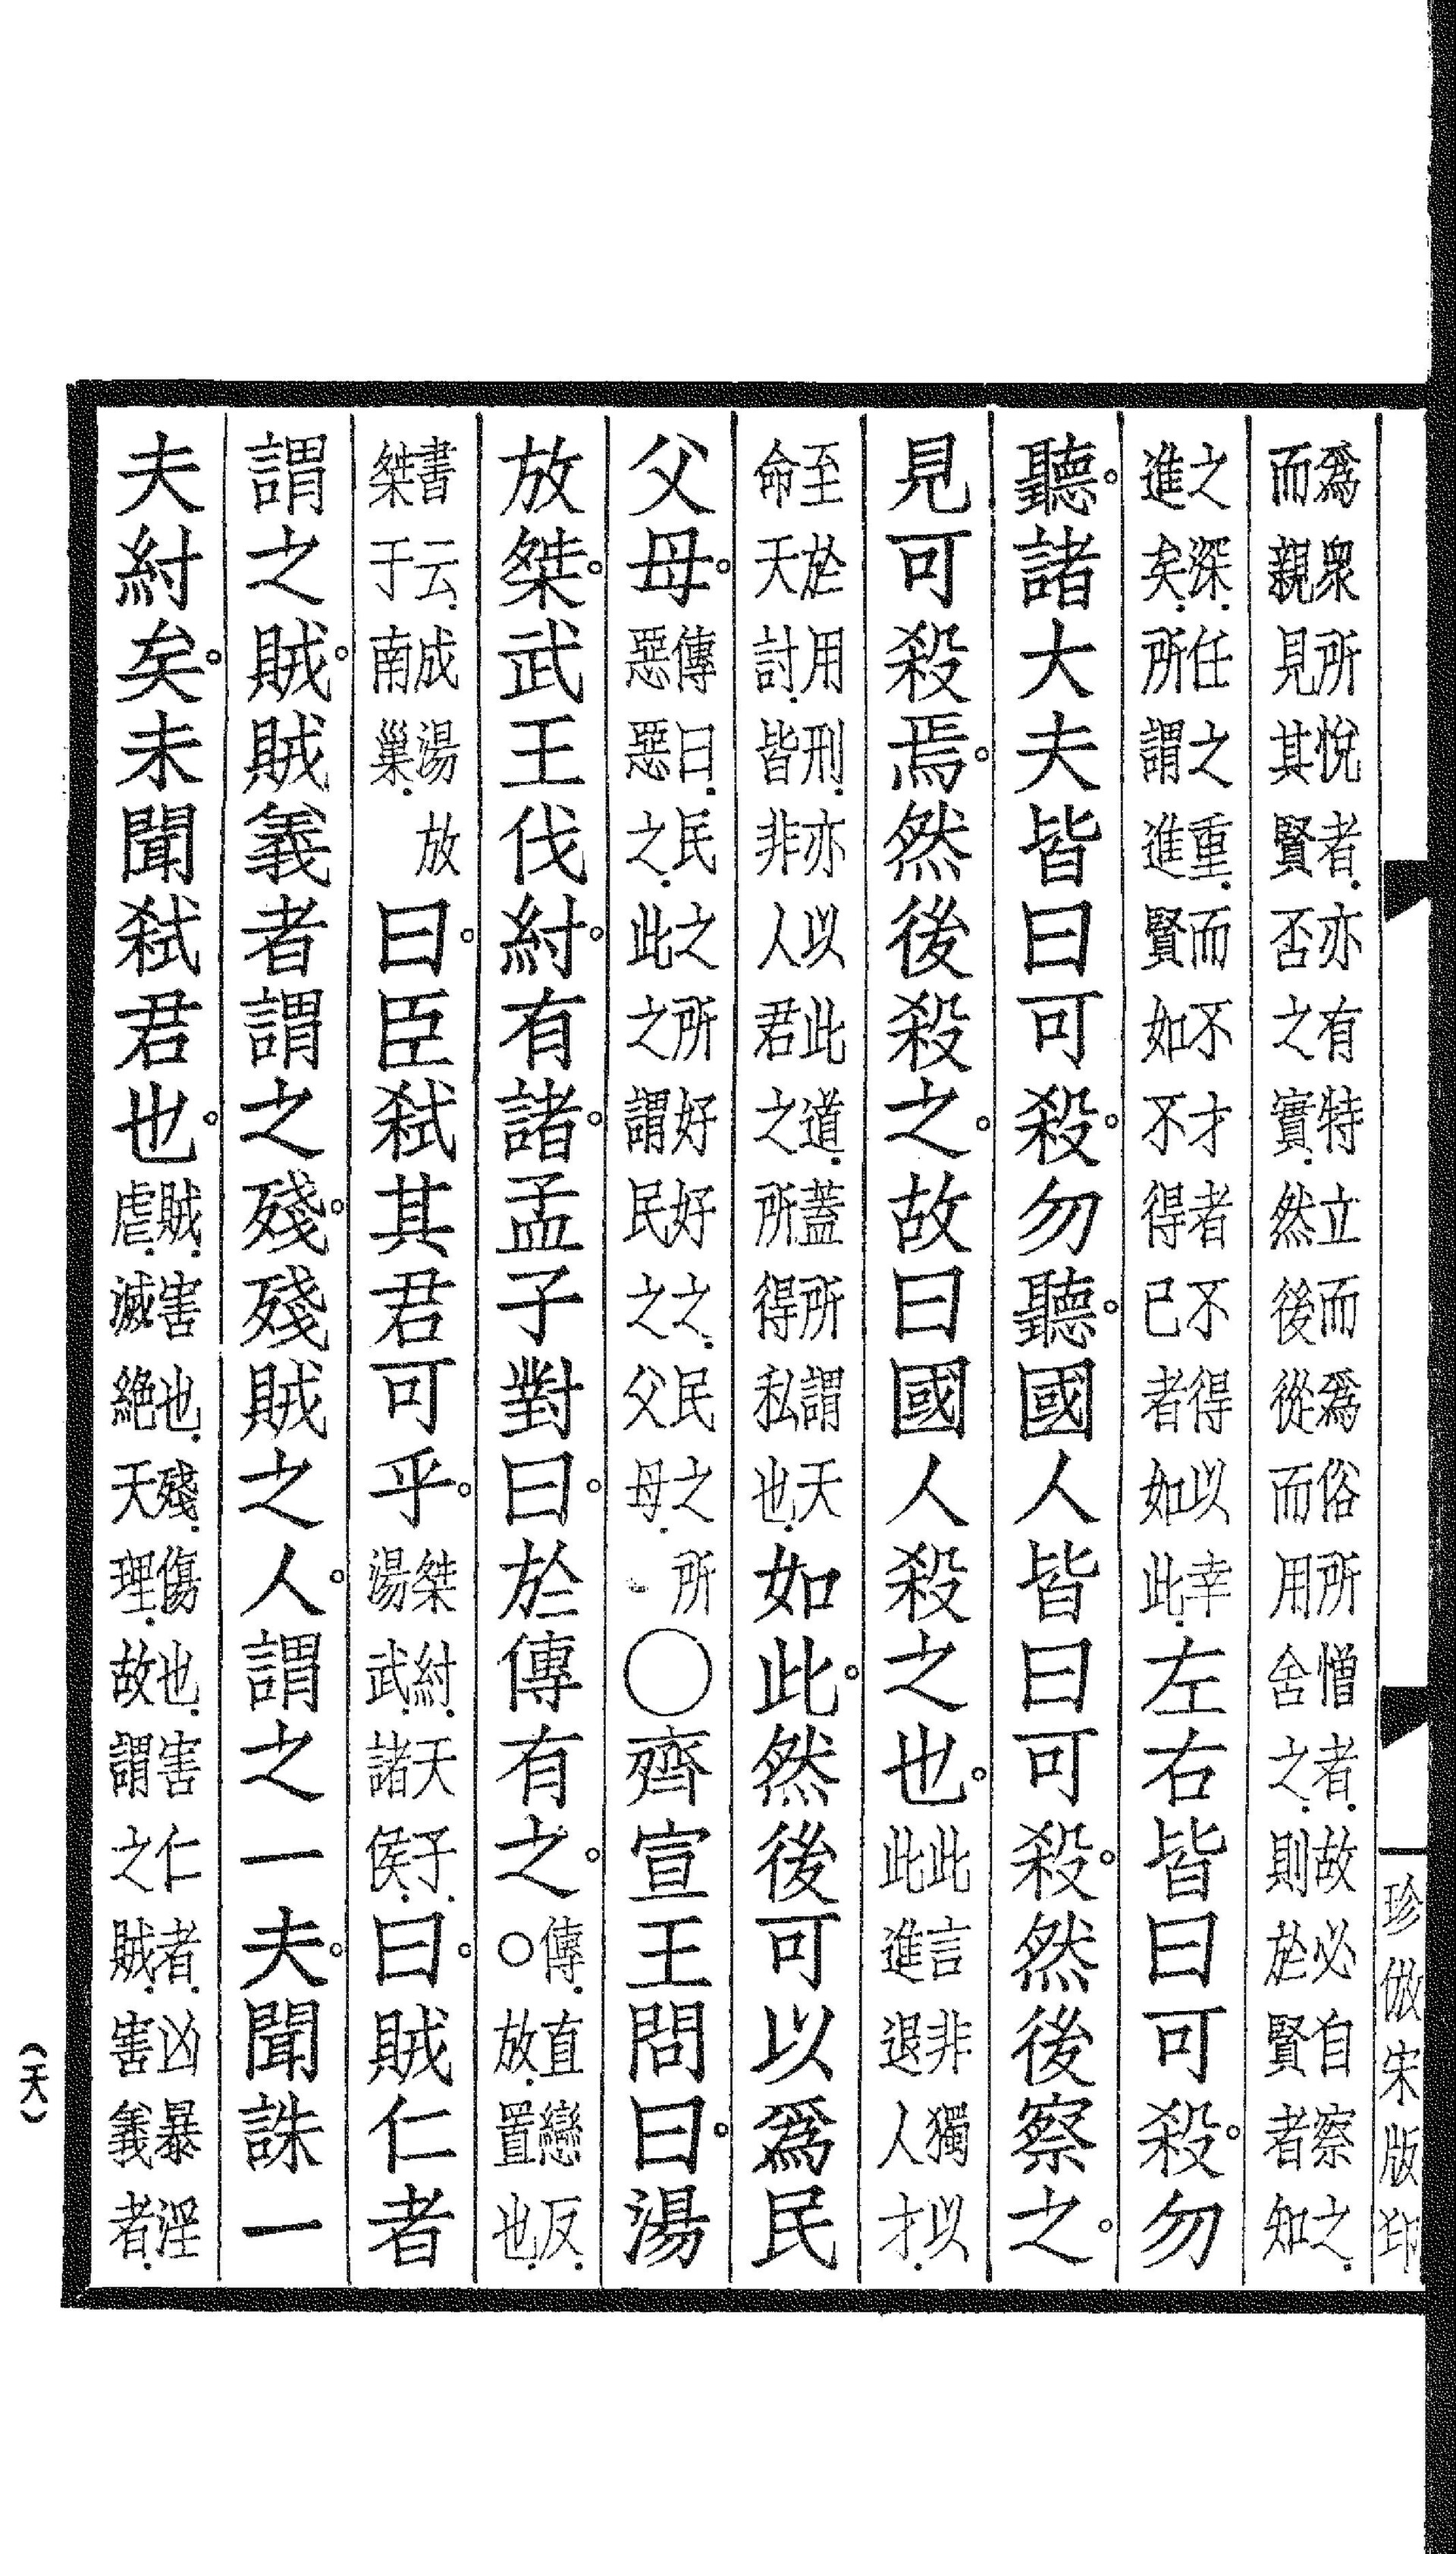 珍倣宋版印
爲衆所悅者.亦有特立而爲俗所憎者.故必自察之.
而親見其賢否之實.然後從而用舍之.則於賢者知
之深.任之重.而不才者不得以幸
進矣.所謂進賢如不得已者如此.
左右皆曰可殺。勿
聽。諸大夫皆曰可殺。勿聽。國人皆曰可殺。然後察之。
見可殺焉。然後殺之。故曰國人殺之也。
此言非獨以
此進退人才.
至於用刑.亦以此道.蓋所謂天
命天討.皆非人君之所得私也.
如此。然後可以爲民
父母。
傳曰.民之所好好之.民之所
惡惡之.此之謂民之父母.
○齊宣王問曰。湯
放桀。武王伐紂。有諸。孟子對曰。於傳有之。
傳.直戀反.
○放.置也.
書云.成湯放
桀于南巢.
曰。臣弒其君可乎。
桀紂.天子.
湯武.諸侯.
曰。賊仁者
謂之賊。賊義者謂之殘。殘賊之人。謂之一夫。聞誅一
夫紂矣。未聞弒君也。
賊.害也.殘.傷也.害仁者.凶暴淫
虐.滅絕天理.故謂之賊.害義者.
(天)